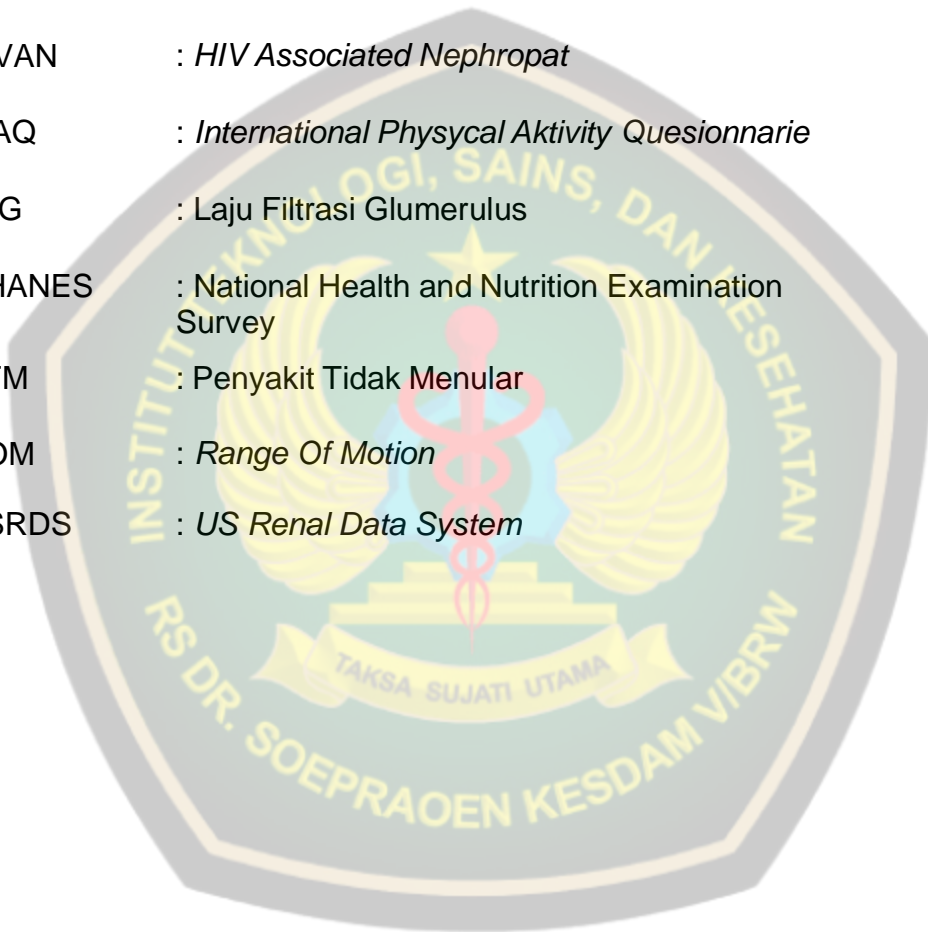 VAN : HIV Associated Nephropat
AQ : International Physycal Aktivity Quesionnarie
G : Laju Filtrasi Glumerulus
HANES : National Health and Nutrition Examination
Survey
M : Penyakit Tidak Menular
OM : Range Of Motion
SRDS : US Renal Data System
INSTITUT TEKNOLOGI, SAINS, DAN KESEHATAN
TAKSA SUJATI UTAMA
RS DR. SOEPRAOEN KESDAM V/BRW